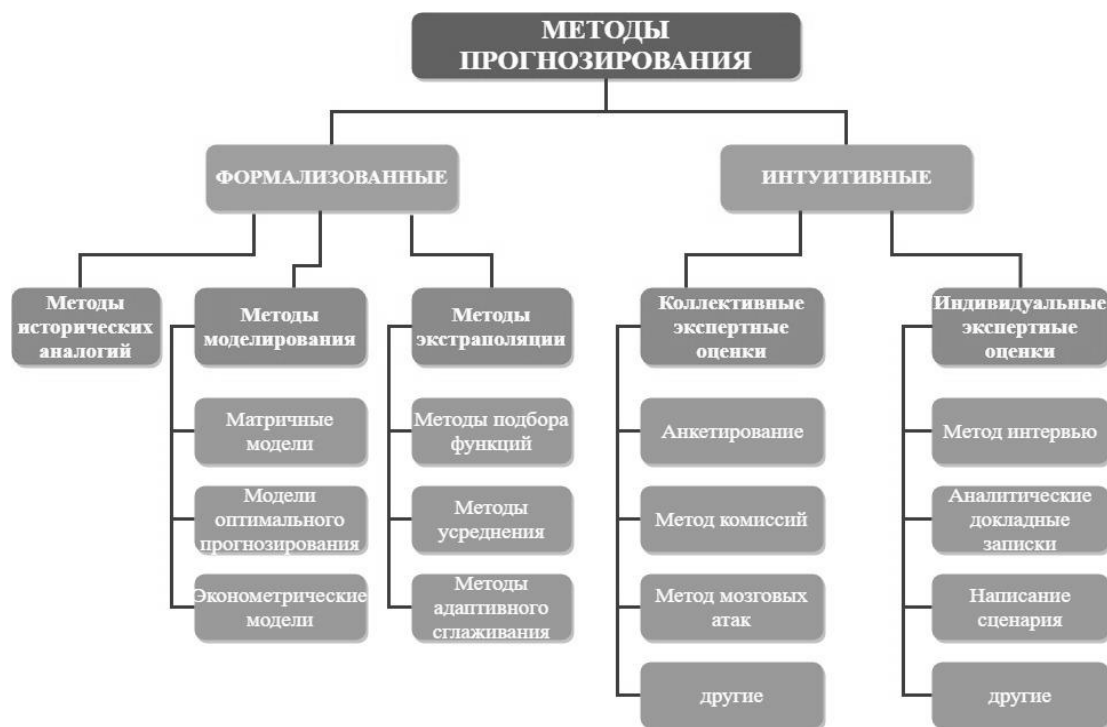 МЕТОДЫ
ПРОГНОЗИРОВАНИЯ
ФОРМАЛИЗОВАННЫЕ
ИНТУИТИВНЫЕ
Методы
исторических
аналогий
Методы
моделирования
Методы
экстраполяции
Коллективные
экспертные
оценки
Индивидуальные
экспертные
оценки
Матричные
модели
Методы подбора
функций
Анкетирование
Метод интервью
Модели
оптимального
прогнозирования
Методы
усреднения
Метод комиссий
Аналитические
докладные
записки
Эконометрические
модели
Методы
адаптивного
сглаживания
Метод мозговых
атак
Написание
сценария
другие
другие